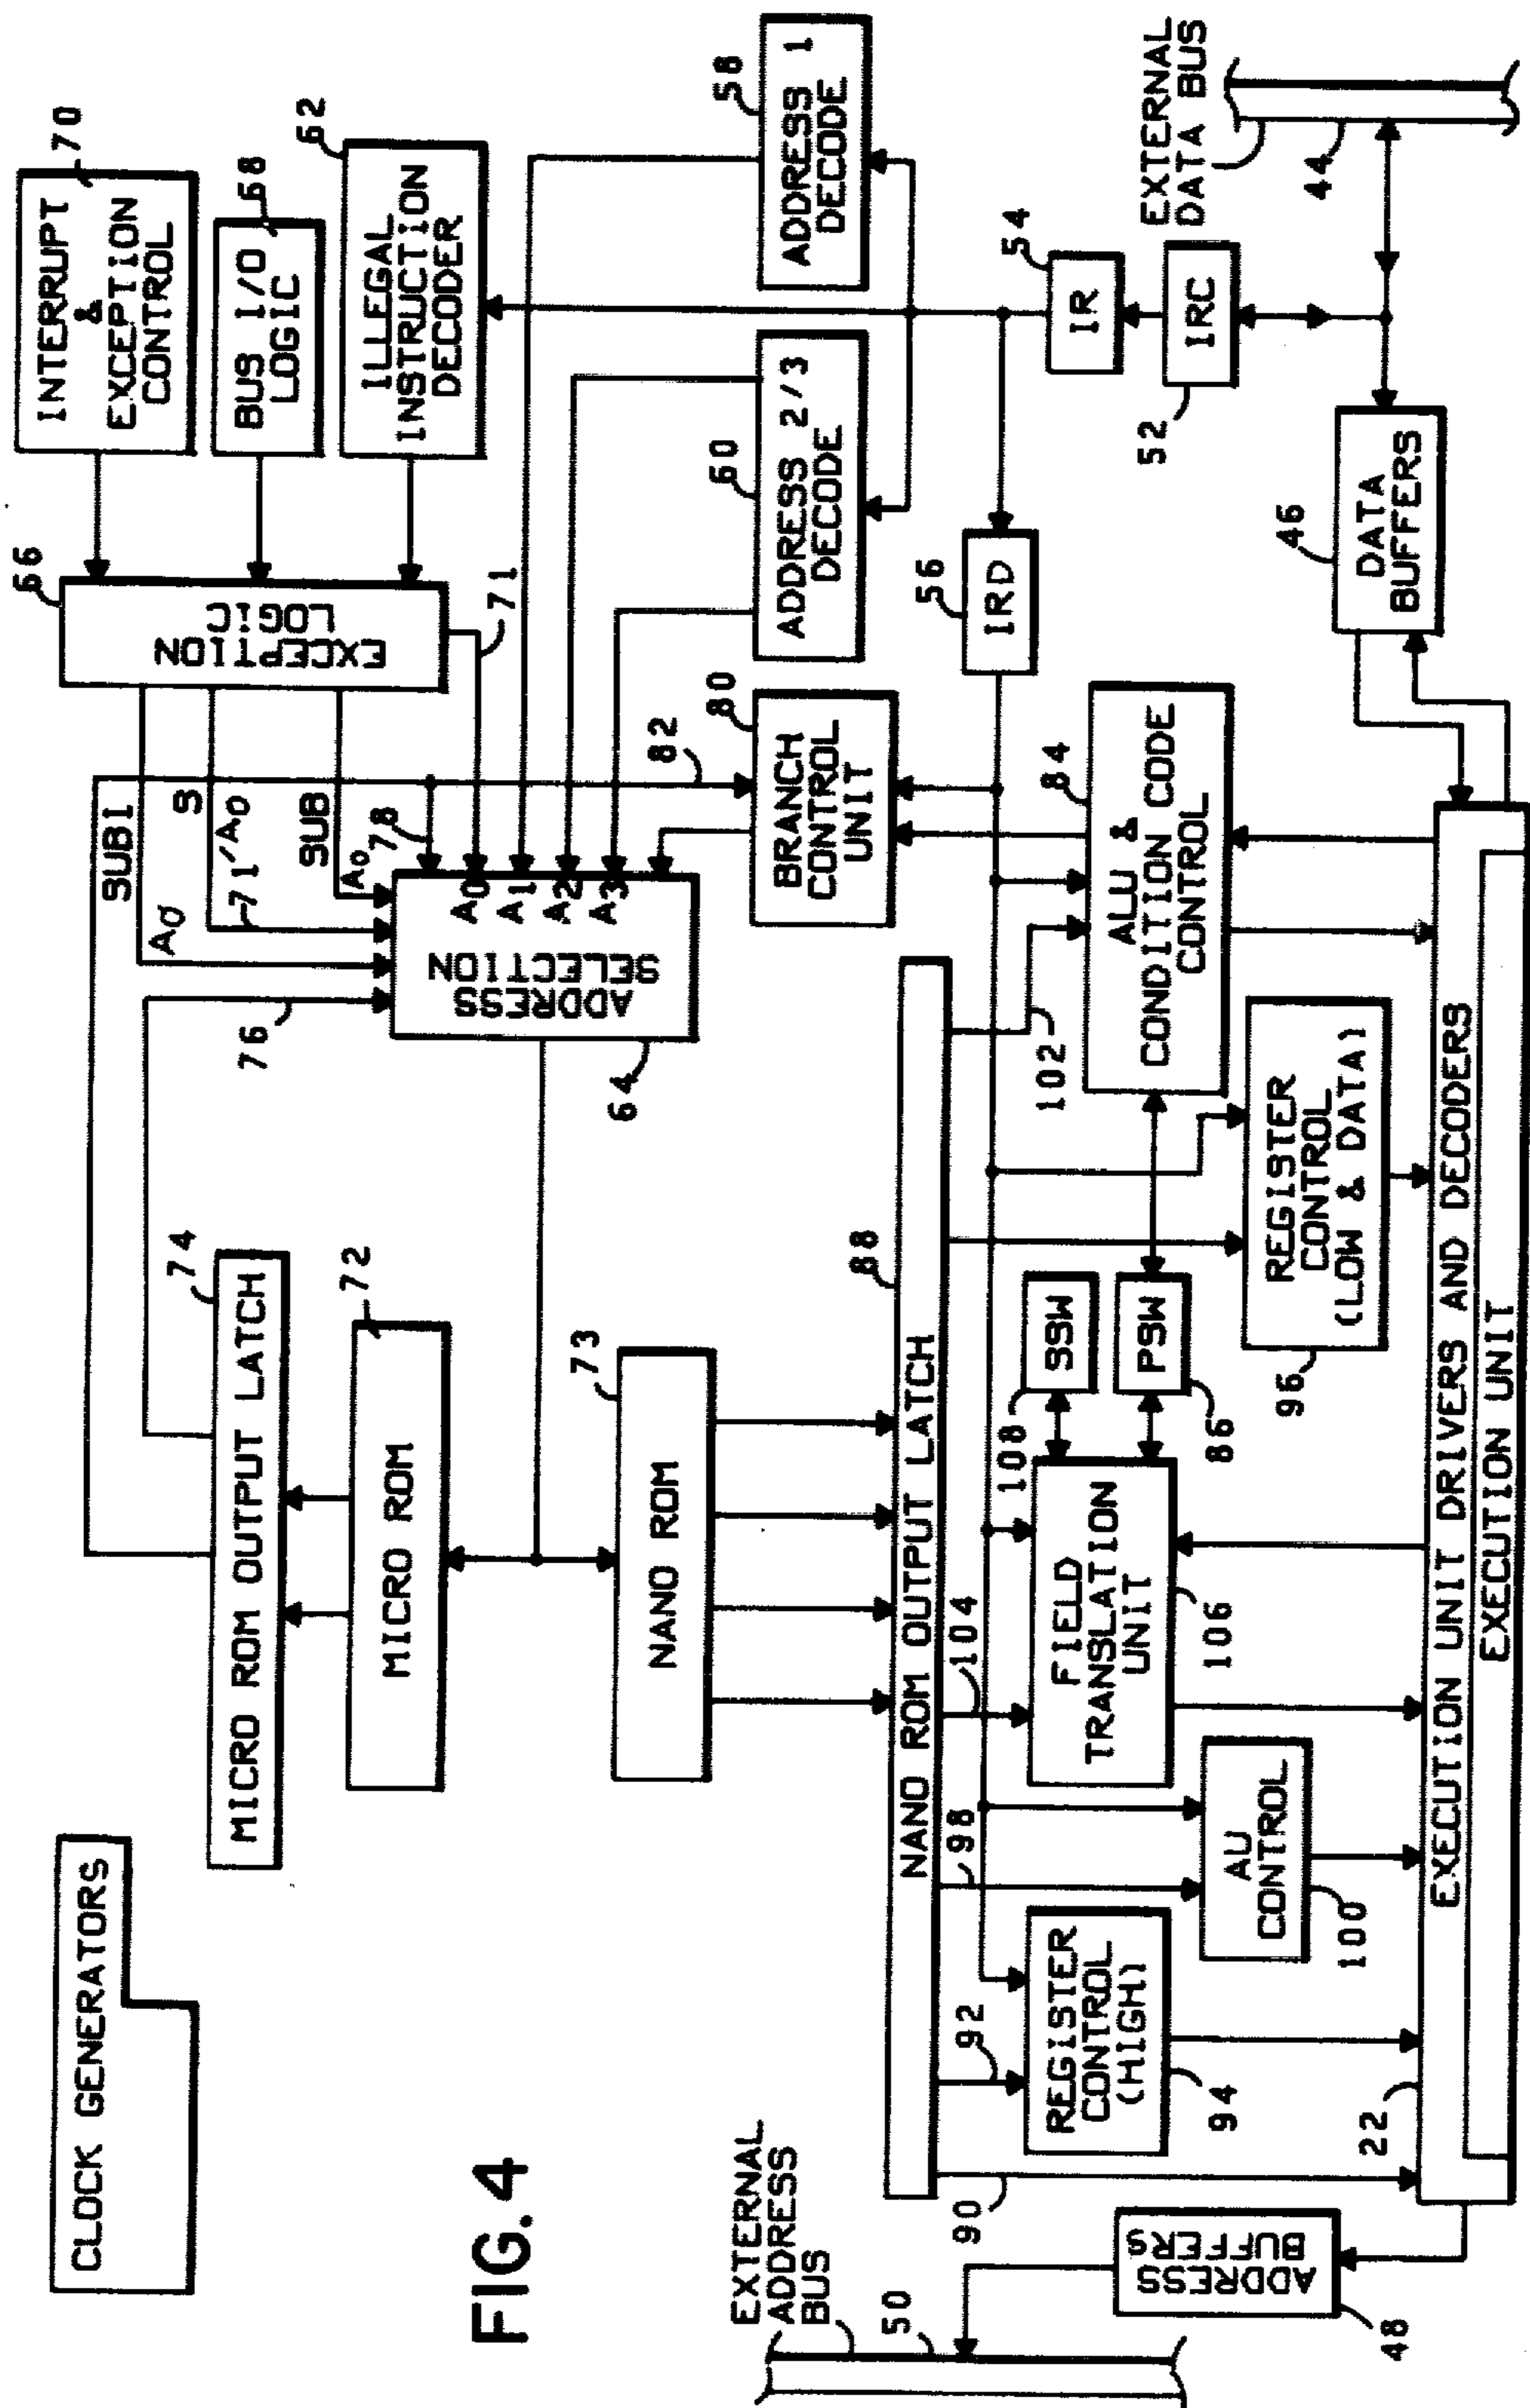 CLOCK GENERATORS
FIG.4
MICRO ROM OUTPUT LATCH
74
MICRO ROM
72
NANO ROM
73
76
SUB1
A0
S
71'
A0
SUB
A0
78
82
EXCEPTION
LOGIC
66
71
INTERRUPT
&
EXCEPTION
CONTROL
70
BUS I/O
LOGIC
68
ILLEGAL
INSTRUCTION
DECODER
62
ADDRESS
SELECTION
64
A0
A1
A2
A3
BRANCH
CONTROL
UNIT
80
ADDRESS 2/3
DECODE
60
ADDRESS 1
DECODE
58
EXTERNAL
ADDRESS
BUS
50
NANO ROM OUTPUT LATCH
88
IRD
56
IR
54
IRC
52
EXTERNAL
DATA BUS
44
90
92
REGISTER
CONTROL
(HIGH)
94
98
AU
CONTROL
100
104
FIELD
TRANSLATION
UNIT
106
SSW
108
PSW
86
102
ALU &
CONDITION CODE
CONTROL
84
REGISTER
CONTROL
(LOW & DATA)
96
DATA
BUFFERS
46
ADDRESS
BUFFERS
48
22
EXECUTION UNIT DRIVERS AND DECODERS
EXECUTION UNIT